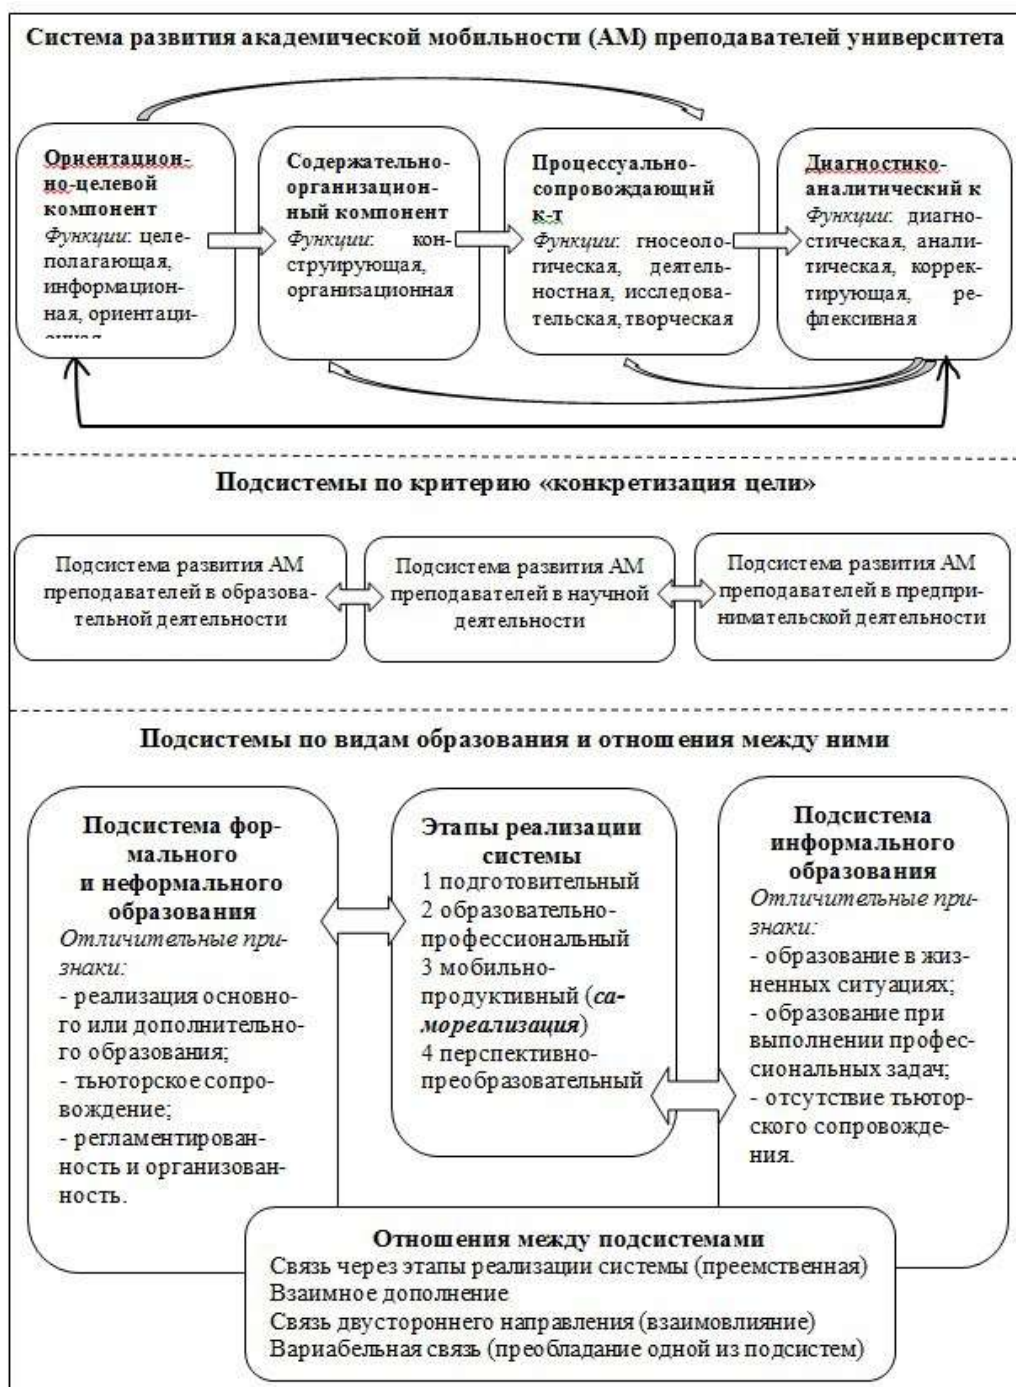 Система развития академической мобильности (АМ) преподавателей университета
Ориентацион-
но-целевой
компонент
Функции: целе-
полагающая,
информацион-
ная, ориентаци-
онная
Содержательно-
организацион-
ный компонент
Функции: кон-
струирующая,
организационная
Процессуально-
сопровождающий
к-т
Функции: гносеоло-
гическая, деятель-
ностная, исследова-
тельская, творческая
Диагностико-
аналитический к
Функции: диагно-
стическая, анали-
тическая, коррек-
тирующая, ре-
флексивная
Подсистемы по критерию «конкретизация цели»
Подсистема развития АМ
преподавателей в образова-
тельной деятельности
Подсистема развития АМ
преподавателей в научной
деятельности
Подсистема развития АМ
преподавателей в предпри-
нимательской деятельности
Подсистемы по видам образования и отношения между ними
Подсистема фор-
мального
и неформального
образования
Отличительные при-
знаки:
- реализация основно-
го или дополнительно-
го образования;
- тьюторское сопро-
вождение;
- регламентирован-
ность и организован-
ность.
Этапы реализации
системы
1 подготовительный
2 образовательно-
профессиональный
3 мобильно-
продуктивный (са-
мореализация)
4 перспективно-
преобразовательный
Подсистема
информального
образования
Отличительные при-
знаки:
- образование в жиз-
ненных ситуациях;
- образование при
выполнении профес-
сиональных задач;
- отсутствие тьютор-
ского сопровожде-
ния.
Отношения между подсистемами
Связь через этапы реализации системы (преемственная)
Взаимное дополнение
Связь двустороннего направления (взаимовлияние)
Вариабельная связь (преобладание одной из подсистем)